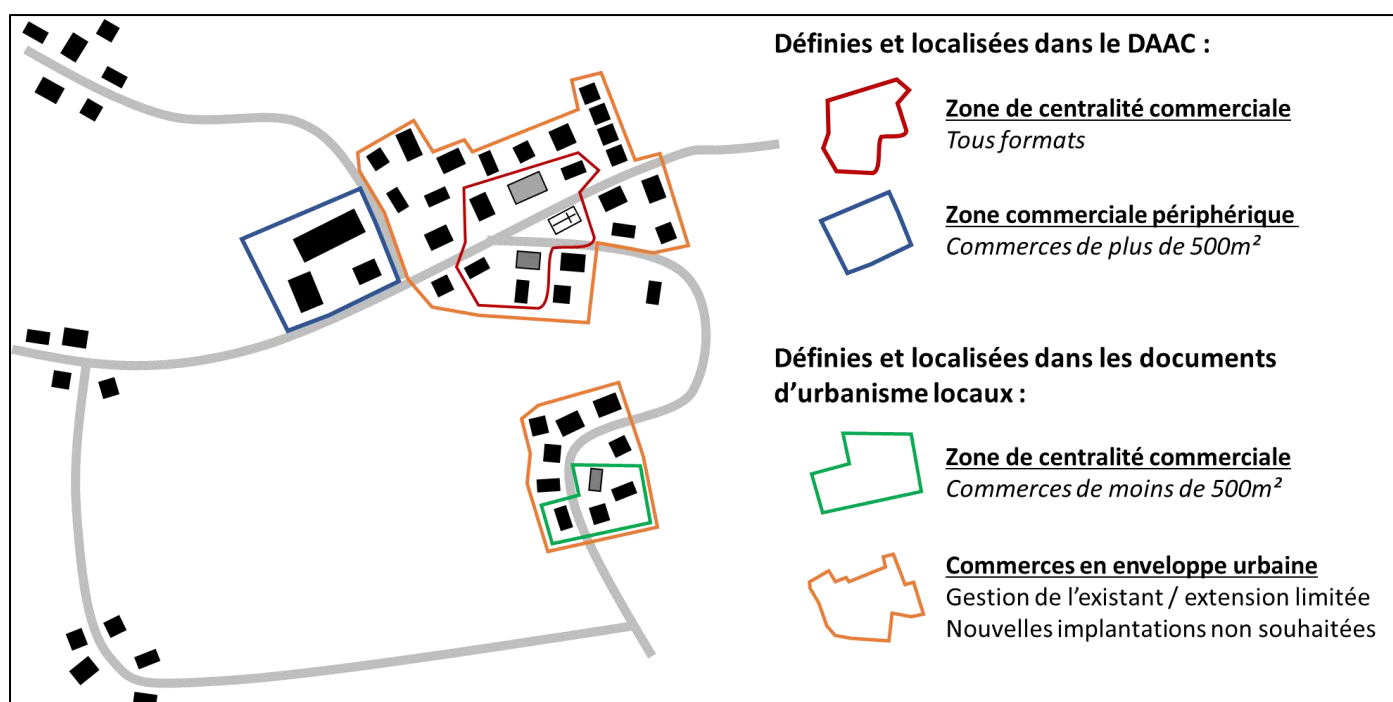 Définies et localisées dans le DAAC :
Zone de centralité commerciale
Tous formats
Zone commerciale périphérique
Commerces de plus de 500m²
Définies et localisées dans les documents
d’urbanisme locaux :
Zone de centralité commerciale
Commerces de moins de 500m²
Commerces en enveloppe urbaine
Gestion de l’existant / extension limitée
Nouvelles implantations non souhaitées